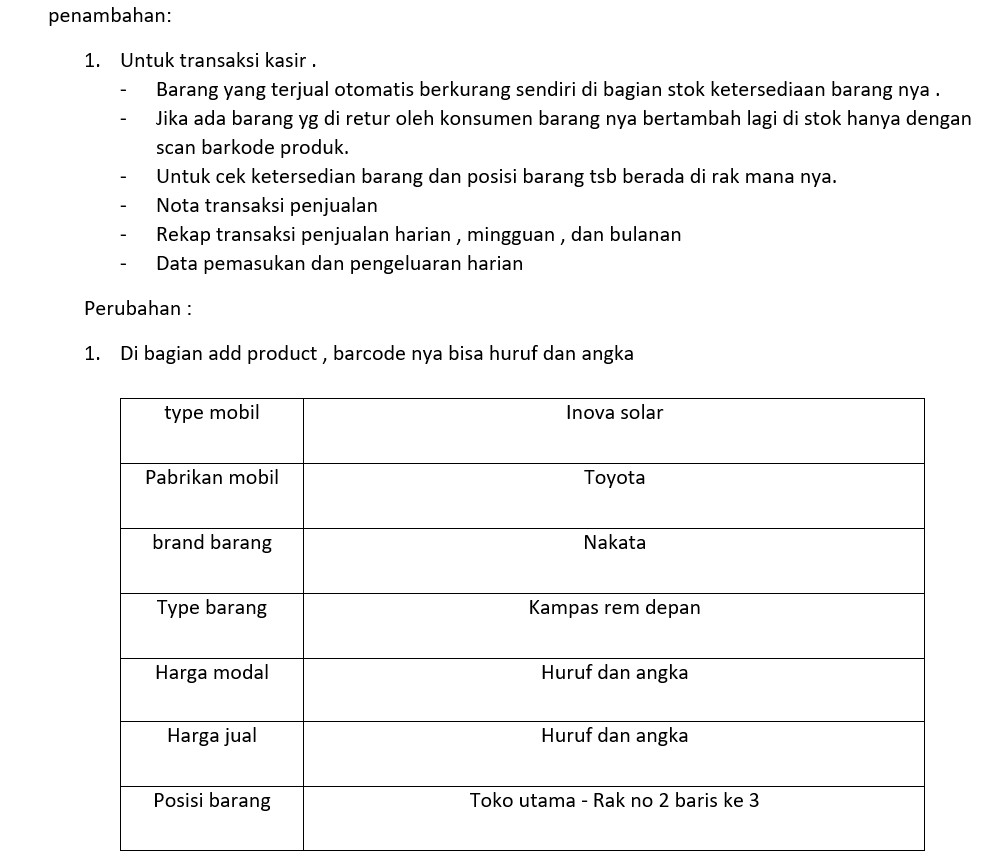 penambahan:
1. Untuk transaksi kasir .
- Barang yang terjual otomatis berkurang sendiri di bagian stok ketersediaan barang nya .
- Jika ada barang yg di retur oleh konsumen barang nya bertambah lagi di stok hanya dengan
scan barkode produk.
- Untuk cek ketersedian barang dan posisi barang tsb berada di rak mana nya.
- Nota transaksi penjualan
- Rekap transaksi penjualan harian , mingguan , dan bulanan
- Data pemasukan dan pengeluaran harian
Perubahan :
1. Di bagian add product , barcode nya bisa huruf dan angka
type mobil Inova solar
Pabrikan mobil Toyota
brand barang Nakata
Type barang Kampas rem depan
Harga modal Huruf dan angka
Harga jual Huruf dan angka
Posisi barang Toko utama - Rak no 2 baris ke 3